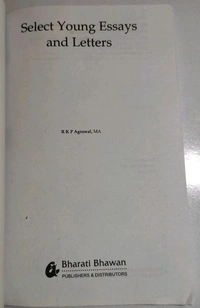 Select Young Essays
and Letters
R K P Agrawal, MA
Bharati Bhawan
PUBLISHERS & DISTRIBUTORS